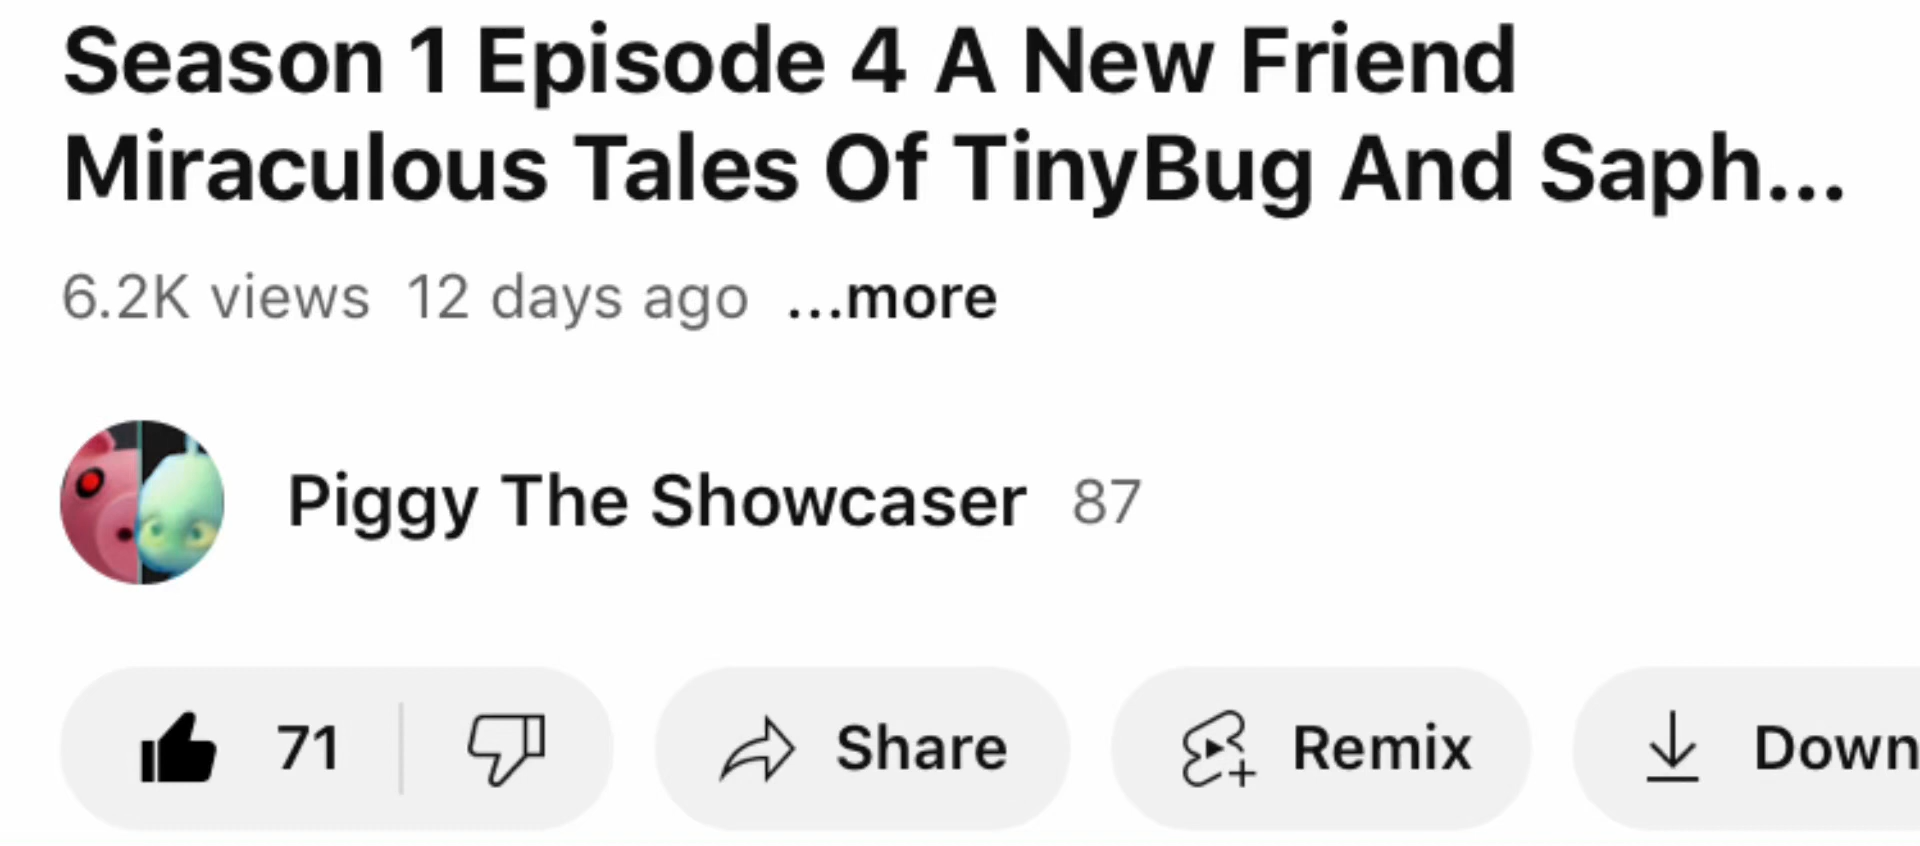 Season 1 Episode 4 A New Friend
Miraculous Tales Of TinyBug And Saph...
6.2K views 12 days ago ...more
Piggy The Showcaser 87
71 Share Remix Down